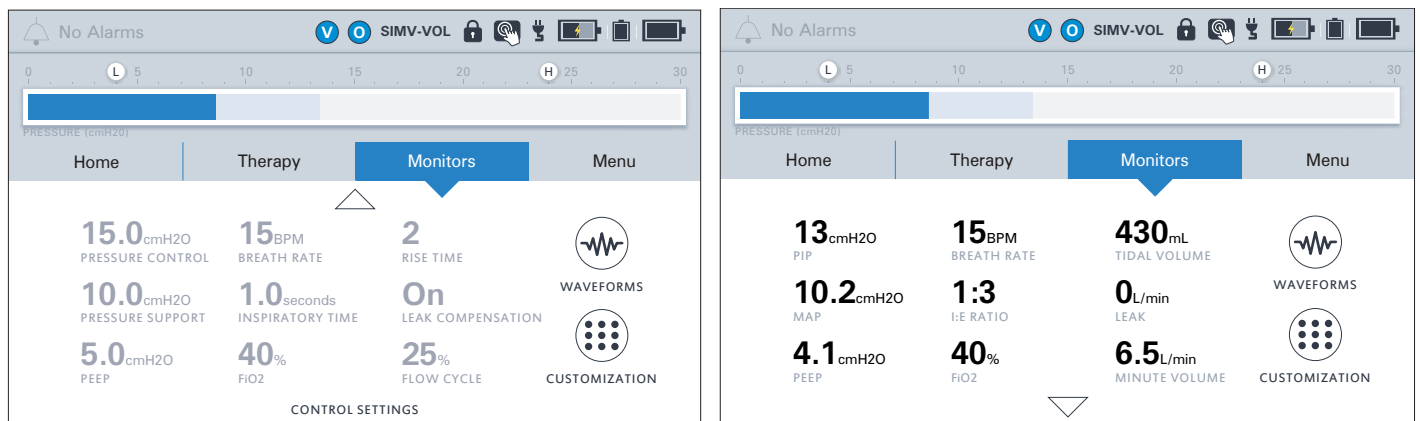 No Alarms V O SIMV-VOL
0 L 5 10 15 20 H 25 30
PRESSURE (cmH20)
Home Therapy Monitors Menu
15.0cmH2O 15BPM 2
PRESSURE CONTROL BREATH RATE RISE TIME
WAVEFORMS
10.0cmH2O 1.0seconds On
PRESSURE SUPPORT INSPIRATORY TIME LEAK COMPENSATION
5.0cmH2O 40% 25%
PEEP FiO2 FLOW CYCLE CUSTOMIZATION
CONTROL SETTINGS
No Alarms V O SIMV-VOL
0 L 5 10 15 20 H 25 30
PRESSURE (cmH20)
Home Therapy Monitors Menu
13cmH2O 15BPM 430mL
PIP BREATH RATE TIDAL VOLUME
WAVEFORMS
10.2cmH2O 1:3 0L/min
MAP I:E RATIO LEAK
4.1cmH2O 40% 6.5L/min
PEEP FiO2 MINUTE VOLUME CUSTOMIZATION